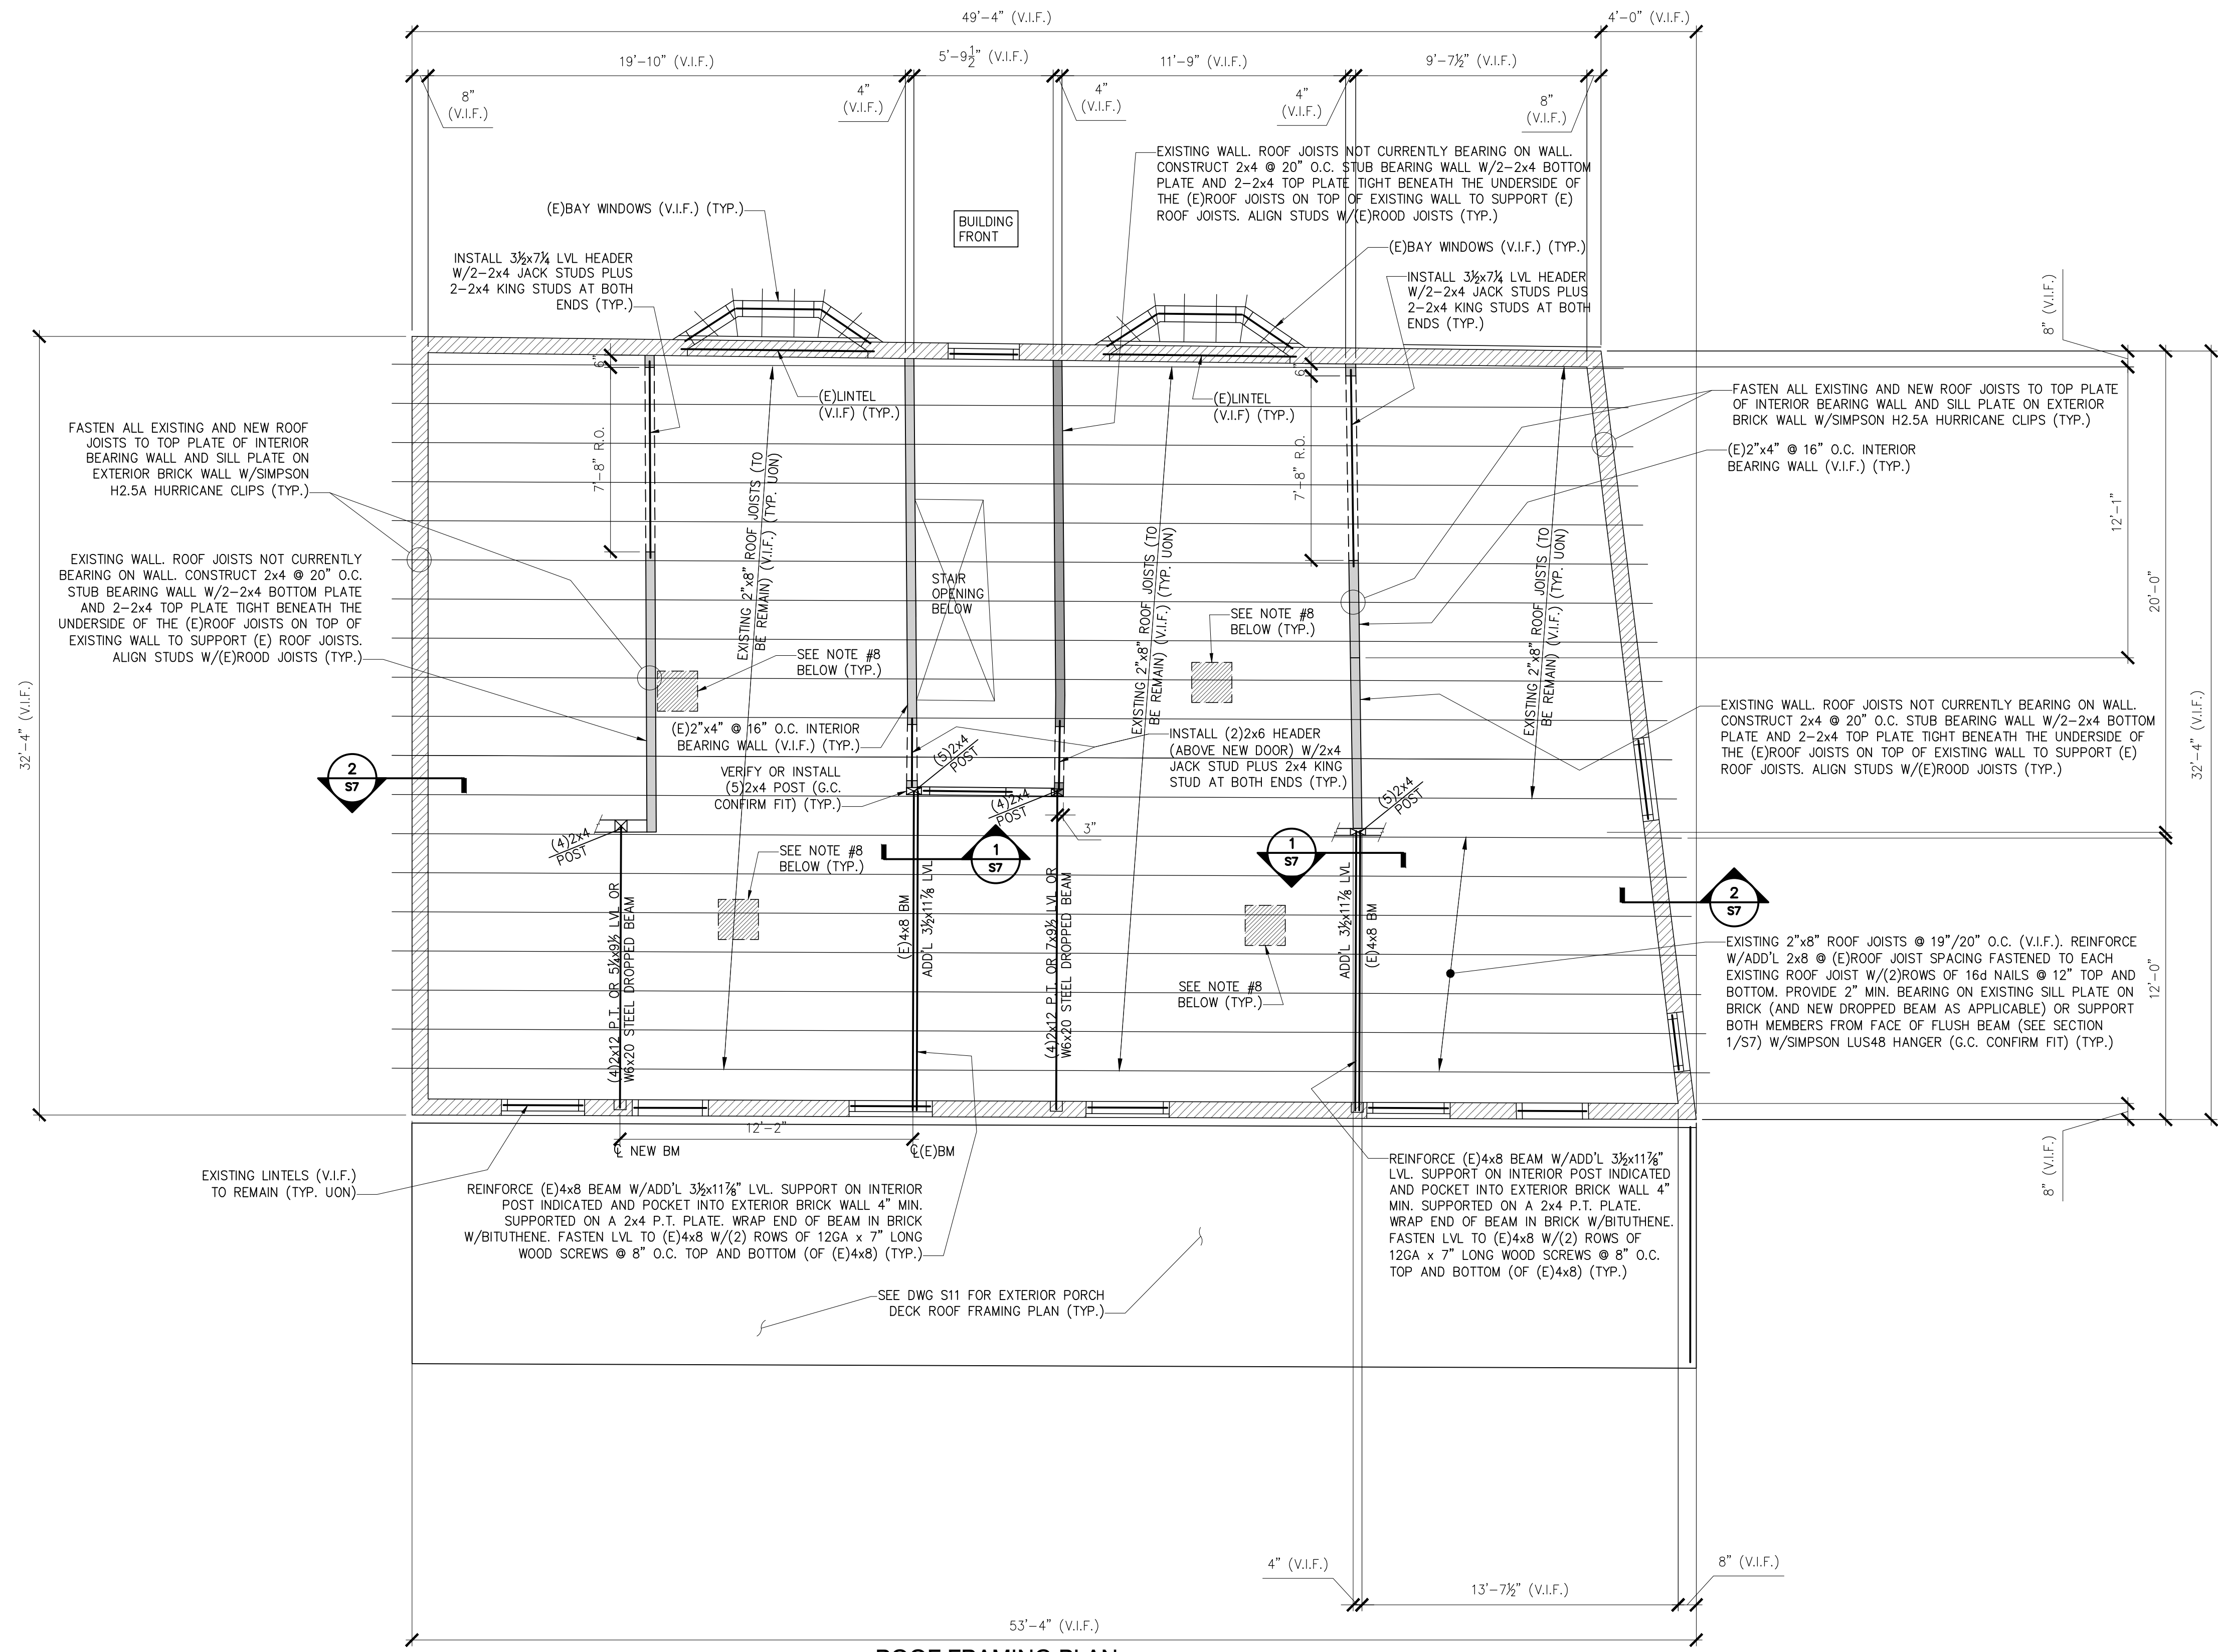 49'-4" (V.I.F.)
4'-0" (V.I.F.)
19'-10" (V.I.F.)
5'-9½" (V.I.F.)
11'-9" (V.I.F.)
9'-7½" (V.I.F.)
8"
(V.I.F.)
4"
(V.I.F.)
4"
(V.I.F.)
4"
(V.I.F.)
8"
(V.I.F.)
EXISTING WALL. ROOF JOISTS NOT CURRENTLY BEARING ON WALL.
CONSTRUCT 2x4 @ 20" O.C. STUB BEARING WALL W/2-2x4 BOTTOM
PLATE AND 2-2x4 TOP PLATE TIGHT BENEATH THE UNDERSIDE OF
THE (E)ROOF JOISTS ON TOP OF EXISTING WALL TO SUPPORT (E)
ROOF JOISTS. ALIGN STUDS W/(E)ROOD JOISTS (TYP.)
(E)BAY WINDOWS (V.I.F.) (TYP.)
BUILDING
FRONT
(E)BAY WINDOWS (V.I.F.) (TYP.)
INSTALL 3½x7¼ LVL HEADER
W/2-2x4 JACK STUDS PLUS
2-2x4 KING STUDS AT BOTH
ENDS (TYP.)
INSTALL 3½x7¼ LVL HEADER
W/2-2x4 JACK STUDS PLUS
2-2x4 KING STUDS AT BOTH
ENDS (TYP.)
8" (V.I.F.)
6"
6"
(E)LINTEL
(V.I.F) (TYP.)
(E)LINTEL
(V.I.F) (TYP.)
FASTEN ALL EXISTING AND NEW ROOF JOISTS TO TOP PLATE
OF INTERIOR BEARING WALL AND SILL PLATE ON EXTERIOR
BRICK WALL W/SIMPSON H2.5A HURRICANE CLIPS (TYP.)
FASTEN ALL EXISTING AND NEW ROOF
JOISTS TO TOP PLATE OF INTERIOR
BEARING WALL AND SILL PLATE ON
EXTERIOR BRICK WALL W/SIMPSON
H2.5A HURRICANE CLIPS (TYP.)
(E)2"x4" @ 16" O.C. INTERIOR
BEARING WALL (V.I.F.) (TYP.)
7'-8" R.O.
7'-8" R.O.
12'-1"
20'-0"
EXISTING WALL. ROOF JOISTS NOT CURRENTLY
BEARING ON WALL. CONSTRUCT 2x4 @ 20" O.C.
STUB BEARING WALL W/2-2x4 BOTTOM PLATE
AND 2-2x4 TOP PLATE TIGHT BENEATH THE
UNDERSIDE OF THE (E)ROOF JOISTS ON TOP OF
EXISTING WALL TO SUPPORT (E) ROOF JOISTS.
ALIGN STUDS W/(E)ROOD JOISTS (TYP.)
EXISTING 2"x8" ROOF JOISTS (TO
BE REMAIN) (V.I.F.) (TYP. UON)
STAIR
OPENING
BELOW
EXISTING 2"x8" ROOF JOISTS (TO
BE REMAIN) (V.I.F.) (TYP. UON)
EXISTING 2"x8" ROOF JOISTS (TO
BE REMAIN) (V.I.F.) (TYP. UON)
SEE NOTE #8
BELOW (TYP.)
SEE NOTE #8
BELOW (TYP.)
32'-4" (V.I.F.)
32'-4" (V.I.F.)
(E)2"x4" @ 16" O.C. INTERIOR
BEARING WALL (V.I.F.) (TYP.)
INSTALL (2)2x6 HEADER
(ABOVE NEW DOOR) W/2x4
JACK STUD PLUS 2x4 KING
STUD AT BOTH ENDS (TYP.)
EXISTING WALL. ROOF JOISTS NOT CURRENTLY BEARING ON WALL.
CONSTRUCT 2x4 @ 20" O.C. STUB BEARING WALL W/2-2x4 BOTTOM
PLATE AND 2-2x4 TOP PLATE TIGHT BENEATH THE UNDERSIDE OF
THE (E)ROOF JOISTS ON TOP OF EXISTING WALL TO SUPPORT (E)
ROOF JOISTS. ALIGN STUDS W/(E)ROOD JOISTS (TYP.)
VERIFY OR INSTALL
(5)2x4 POST (G.C.
CONFIRM FIT) (TYP.)
(5)2x4
POST
(4)2x4
POST
(5)2x4
POST
(4)2x4
POST
3"
2
S7
1
S7
1
S7
2
S7
SEE NOTE #8
BELOW (TYP.)
SEE NOTE #8
BELOW (TYP.)
(4)2x12 P.T. OR 5¼x9½ LVL OR
W6x20 STEEL DROPPED BEAM
(E)4x8 BM
ADD'L 3½x11⅞ LVL
(4)2x12 P.T. OR 7x9½ LVL OR
W6x20 STEEL DROPPED BEAM
ADD'L 3½x11⅞ LVL
(E)4x8 BM
EXISTING 2"x8" ROOF JOISTS @ 19"/20" O.C. (V.I.F.). REINFORCE
W/ADD'L 2x8 @ (E)ROOF JOIST SPACING FASTENED TO EACH
EXISTING ROOF JOIST W/(2)ROWS OF 16d NAILS @ 12" TOP AND
BOTTOM. PROVIDE 2" MIN. BEARING ON EXISTING SILL PLATE ON
BRICK (AND NEW DROPPED BEAM AS APPLICABLE) OR SUPPORT
BOTH MEMBERS FROM FACE OF FLUSH BEAM (SEE SECTION
1/S7) W/SIMPSON LUS48 HANGER (G.C. CONFIRM FIT) (TYP.)
12'-0"
8" (V.I.F.)
12'-2"
℄ NEW BM
℄(E)BM
EXISTING LINTELS (V.I.F.)
TO REMAIN (TYP. UON)
REINFORCE (E)4x8 BEAM W/ADD'L 3½x11⅞" LVL. SUPPORT ON INTERIOR
POST INDICATED AND POCKET INTO EXTERIOR BRICK WALL 4" MIN.
SUPPORTED ON A 2x4 P.T. PLATE. WRAP END OF BEAM IN BRICK
W/BITUTHENE. FASTEN LVL TO (E)4x8 W/(2) ROWS OF 12GA x 7" LONG
WOOD SCREWS @ 8" O.C. TOP AND BOTTOM (OF (E)4x8) (TYP.)
REINFORCE (E)4x8 BEAM W/ADD'L 3½x11⅞"
LVL. SUPPORT ON INTERIOR POST INDICATED
AND POCKET INTO EXTERIOR BRICK WALL 4"
MIN. SUPPORTED ON A 2x4 P.T. PLATE.
WRAP END OF BEAM IN BRICK W/BITUTHENE.
FASTEN LVL TO (E)4x8 W/(2) ROWS OF
12GA x 7" LONG WOOD SCREWS @ 8" O.C.
TOP AND BOTTOM (OF (E)4x8) (TYP.)
SEE DWG S11 FOR EXTERIOR PORCH
DECK ROOF FRAMING PLAN (TYP.)
4" (V.I.F.)
8" (V.I.F.)
13'-7½" (V.I.F.)
53'-4" (V.I.F.)
ROOF FRAMING PLAN